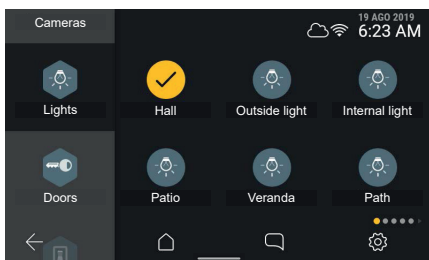 Cameras
19 AGO 2019
6:23 AM
Lights
Hall
Outside light
Internal light
Doors
Patio
Veranda
Path